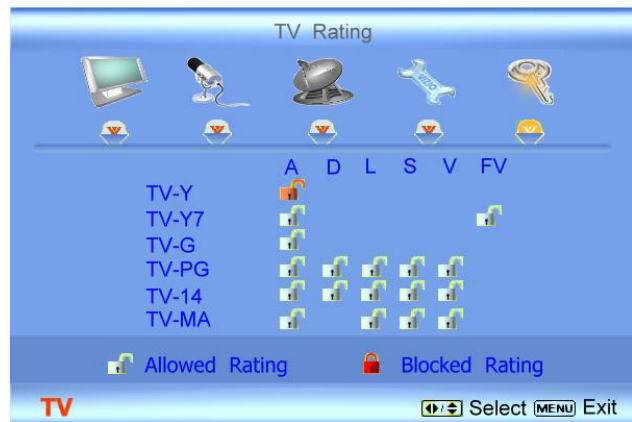 TV Rating
VIZIO
A D L S V FV
TV-Y
TV-Y7
TV-G
TV-PG
TV-14
TV-MA
Allowed Rating Blocked Rating
TV Select MENU Exit